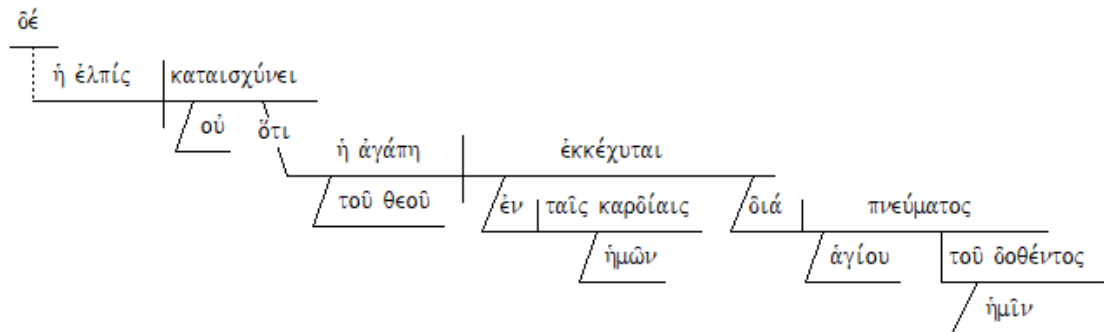 δέ
ἡ ἐλπίς καταισχύνει
οὐ ὅτι
ἡ ἀγάπη ἐκκέχυται
τοῦ θεοῦ ἐν ταῖς καρδίαις διά πνεύματος
ἡμῶν ἁγίου τοῦ δοθέντος
ἡμῖν